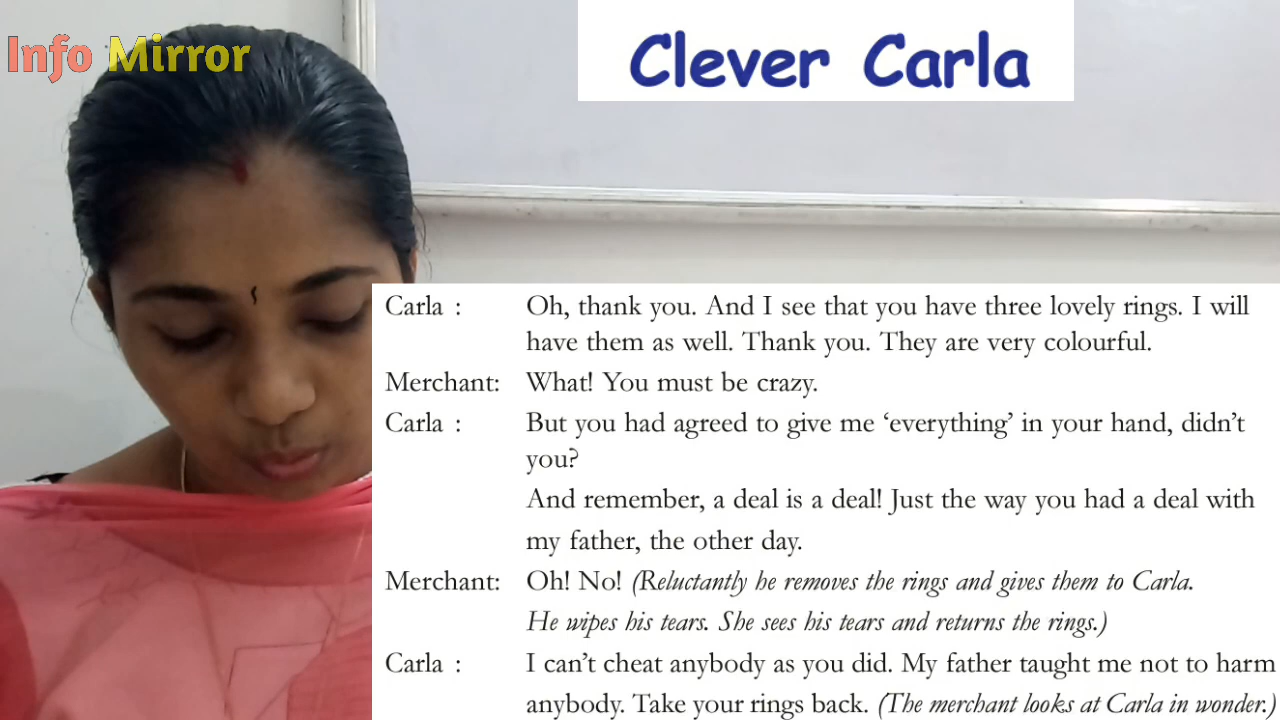 Info Mirror
Clever Carla
Carla : Oh, thank you. And I see that you have three lovely rings. I will
have them as well. Thank you. They are very colourful.
Merchant: What! You must be crazy.
Carla : But you had agreed to give me ‘everything’ in your hand, didn’t
you?
And remember, a deal is a deal! Just the way you had a deal with
my father, the other day.
Merchant: Oh! No! (Reluctantly he removes the rings and gives them to Carla.
He wipes his tears. She sees his tears and returns the rings.)
Carla : I can’t cheat anybody as you did. My father taught me not to harm
anybody. Take your rings back. (The merchant looks at Carla in wonder.)